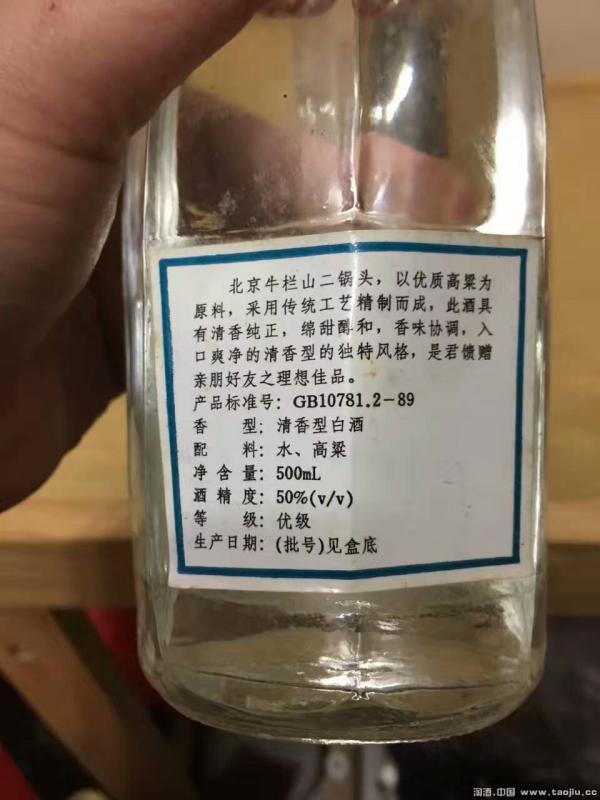 北京牛栏山二锅头，以优质高粱为
原料，采用传统工艺精制而成，此酒具
有清香纯正，绵甜醇和，香味协调，入
口爽净的清香型的独特风格，是君馈赠
亲朋好友之理想佳品。
产品标准号：GB10781.2-89
香 型：清香型白酒
配 料：水、高粱
净 含 量：500mL
酒 精 度：50%(v/v)
等 级：优级
生产日期：(批号)见盒底
淘酒.中国 www.taojiu.cc